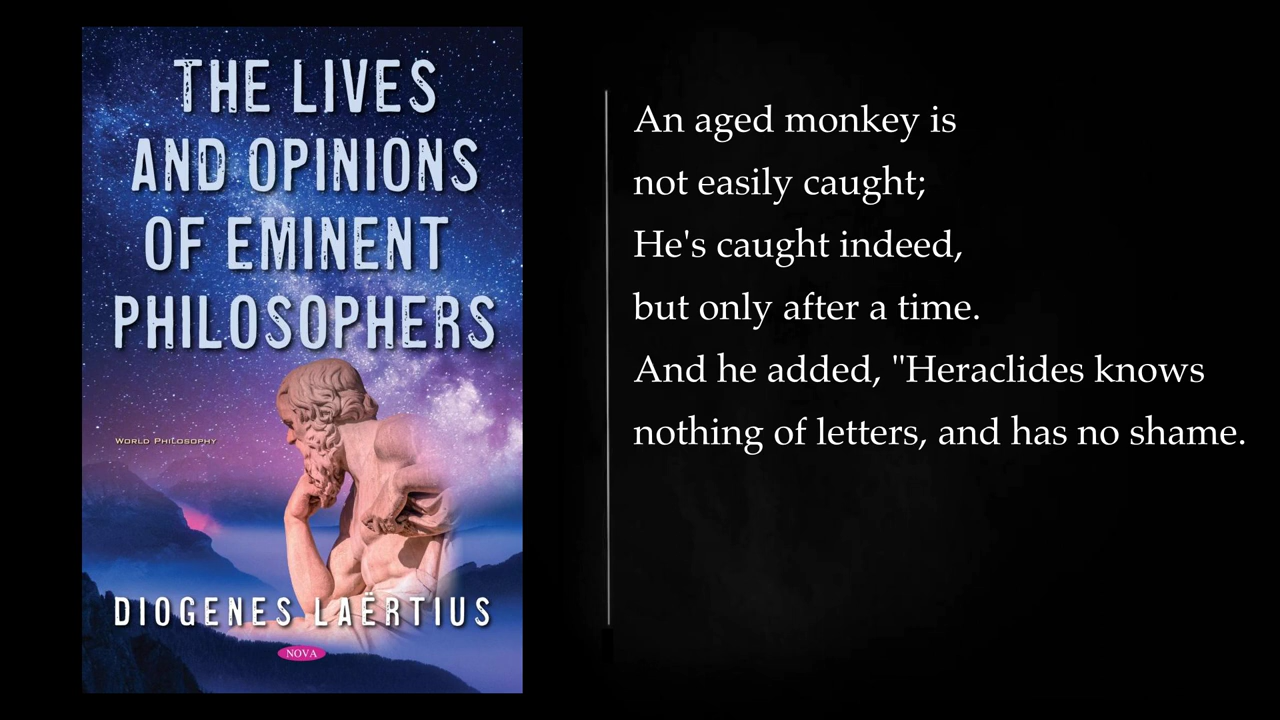 THE LIVES
AND OPINIONS
OF EMINENT
PHILOSOPHERS
WORLD PHILOSOPHY
DIOGENES LAËRTIUS
NOVA
An aged monkey is
not easily caught;
He's caught indeed,
but only after a time.
And he added, "Heraclides knows
nothing of letters, and has no shame.